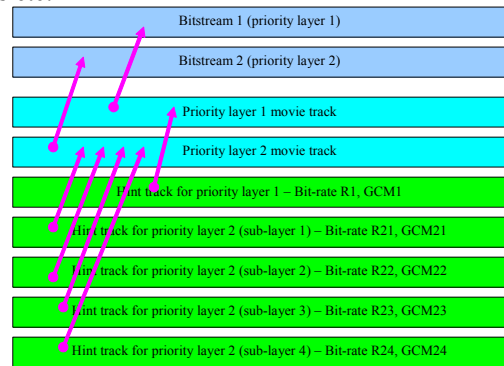 Bitstream 1 (priority layer 1)
Bitstream 2 (priority layer 2)
Priority layer 1 movie track
Priority layer 2 movie track
Hint track for priority layer 1 – Bit-rate R1, GCM1
Hint track for priority layer 2 (sub-layer 1) – Bit-rate R21, GCM21
Hint track for priority layer 2 (sub-layer 2) – Bit-rate R22, GCM22
Hint track for priority layer 2 (sub-layer 3) – Bit-rate R23, GCM23
Hint track for priority layer 2 (sub-layer 4) – Bit-rate R24, GCM24